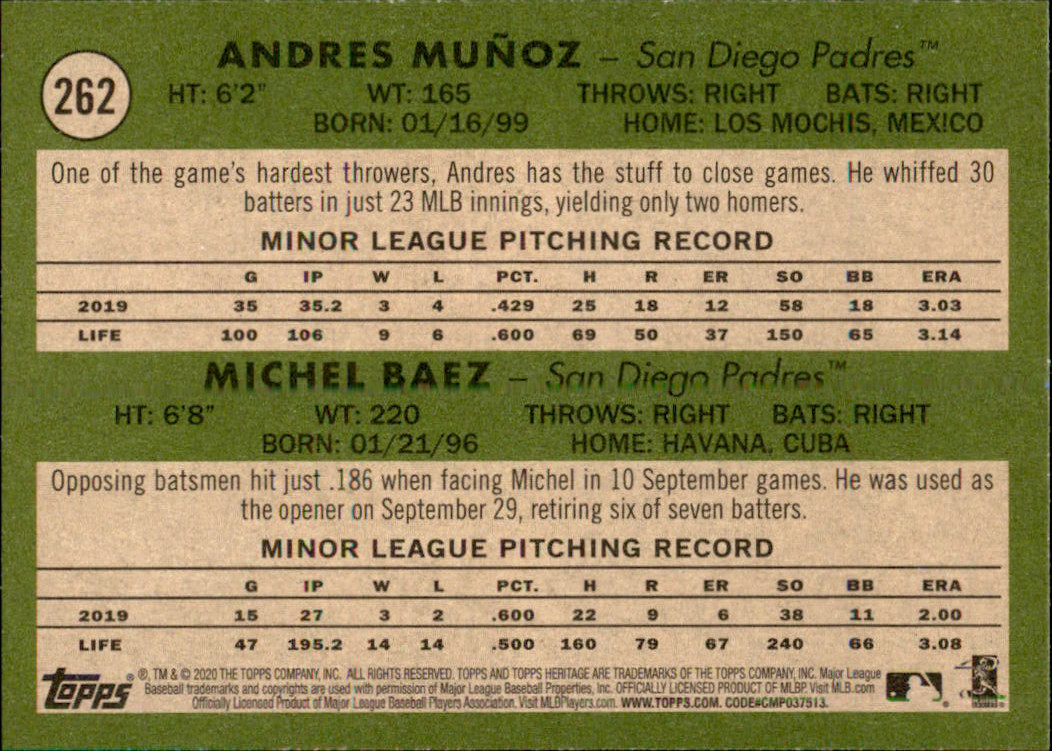 262
ANDRES MUÑOZ – San Diego Padres™
HT: 6'2" WT: 165 THROWS: RIGHT BATS: RIGHT
BORN: 01/16/99 HOME: LOS MOCHIS, MEXICO
One of the game's hardest throwers, Andres has the stuff to close games. He whiffed 30
batters in just 23 MLB innings, yielding only two homers.
MINOR LEAGUE PITCHING RECORD
G IP W L PCT. H R ER SO BB ERA
2019 35 35.2 3 4 .429 25 18 12 58 18 3.03
LIFE 100 106 9 6 .600 69 50 37 150 65 3.14
MICHEL BAEZ – San Diego Padres™
HT: 6'8" WT: 220 THROWS: RIGHT BATS: RIGHT
BORN: 01/21/96 HOME: HAVANA, CUBA
Opposing batsmen hit just .186 when facing Michel in 10 September games. He was used as
the opener on September 29, retiring six of seven batters.
MINOR LEAGUE PITCHING RECORD
G IP W L PCT. H R ER SO BB ERA
2019 15 27 3 2 .600 22 9 6 38 11 2.00
LIFE 47 195.2 14 14 .500 160 79 67 240 66 3.08
topps
®, TM & © 2020 THE TOPPS COMPANY, INC. ALL RIGHTS RESERVED. TOPPS AND TOPPS HERITAGE ARE TRADEMARKS OF THE TOPPS COMPANY, INC. Major League
Baseball trademarks and copyrights are used with permission of Major League Baseball Properties, Inc. OFFICIALLY LICENSED PRODUCT OF MLBP. Visit MLB.com
Officially Licensed Product of Major League Baseball Players Association. Visit MLBPlayers.com. WWW.TOPPS.COM. CODE#CMP037513.